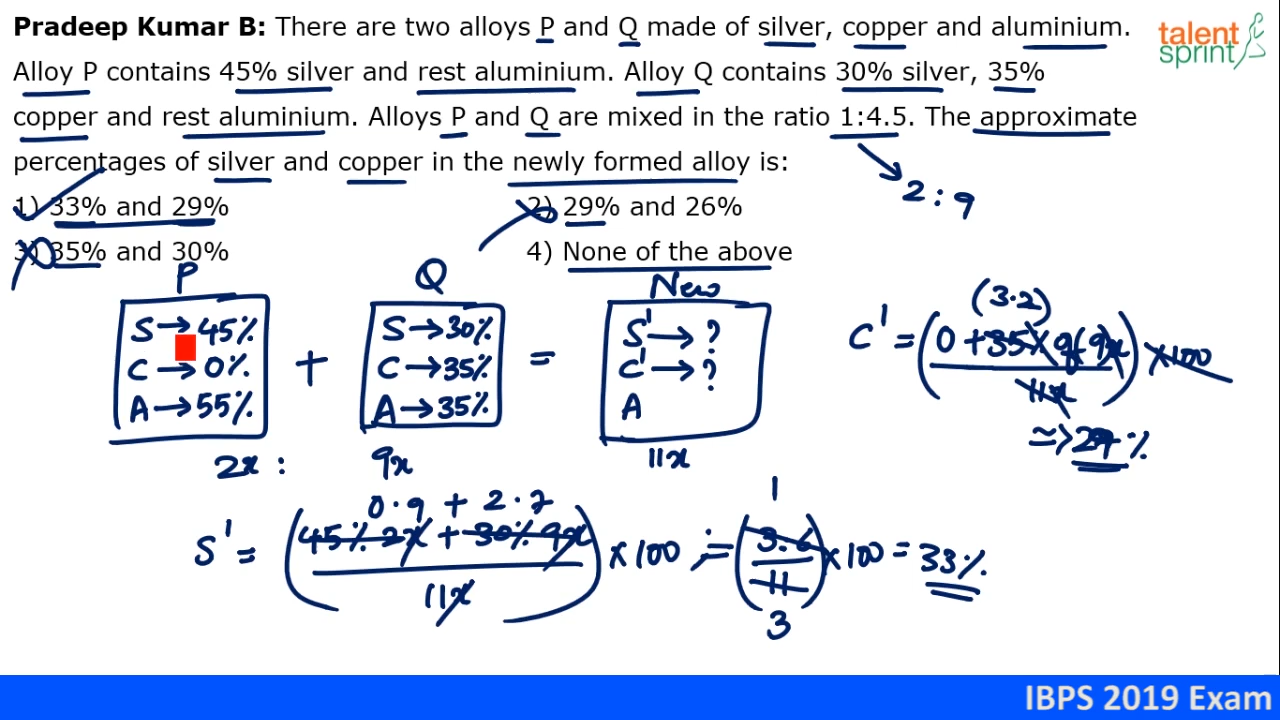 Pradeep Kumar B: There are two alloys P and Q made of silver, copper and aluminium.
talent
sprint
Alloy P contains 45% silver and rest aluminium. Alloy Q contains 30% silver, 35%
copper and rest aluminium. Alloys P and Q are mixed in the ratio 1:4.5. The approximate
percentages of silver and copper in the newly formed alloy is:
2:9
1) 33% and 29% 2) 29% and 26%
3) 35% and 30% 4) None of the above
P Q New
S→45% S→30% S'→?
C→0% + C→35% = C'→?
A→55% A→35% A
2x : 9x 11x
(3.2)
C' = (0+35% of (9x) ×100
11x
≃>29%
0.9 + 2.7 1
S' = (45% 2x + 30% 9x) ×100 ;= (3.6) ×100 = 33%
11x 11
3
IBPS 2019 Exam